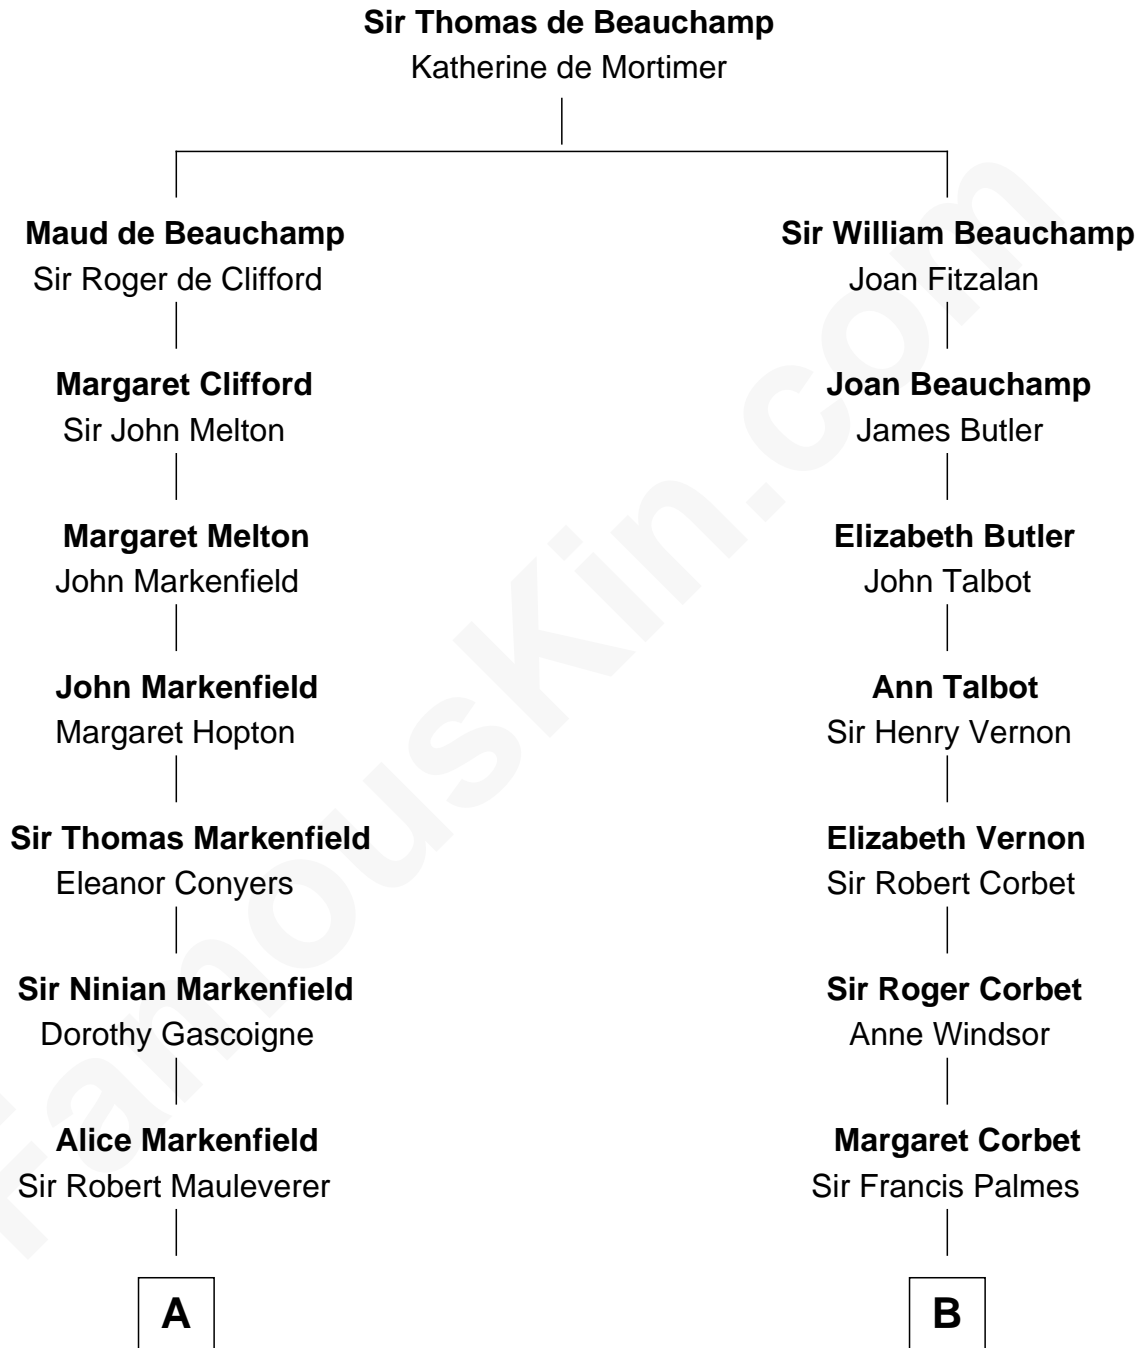 Sir Thomas de Beauchamp
Katherine de Mortimer
Maud de Beauchamp
Sir Roger de Clifford
Sir William Beauchamp
Joan Fitzalan
Margaret Clifford
Sir John Melton
Joan Beauchamp
James Butler
Margaret Melton
John Markenfield
Elizabeth Butler
John Talbot
John Markenfield
Margaret Hopton
Ann Talbot
Sir Henry Vernon
Sir Thomas Markenfield
Eleanor Conyers
Elizabeth Vernon
Sir Robert Corbet
Sir Ninian Markenfield
Dorothy Gascoigne
Sir Roger Corbet
Anne Windsor
Alice Markenfield
Sir Robert Mauleverer
Margaret Corbet
Sir Francis Palmes
A
B
FamousKin.com